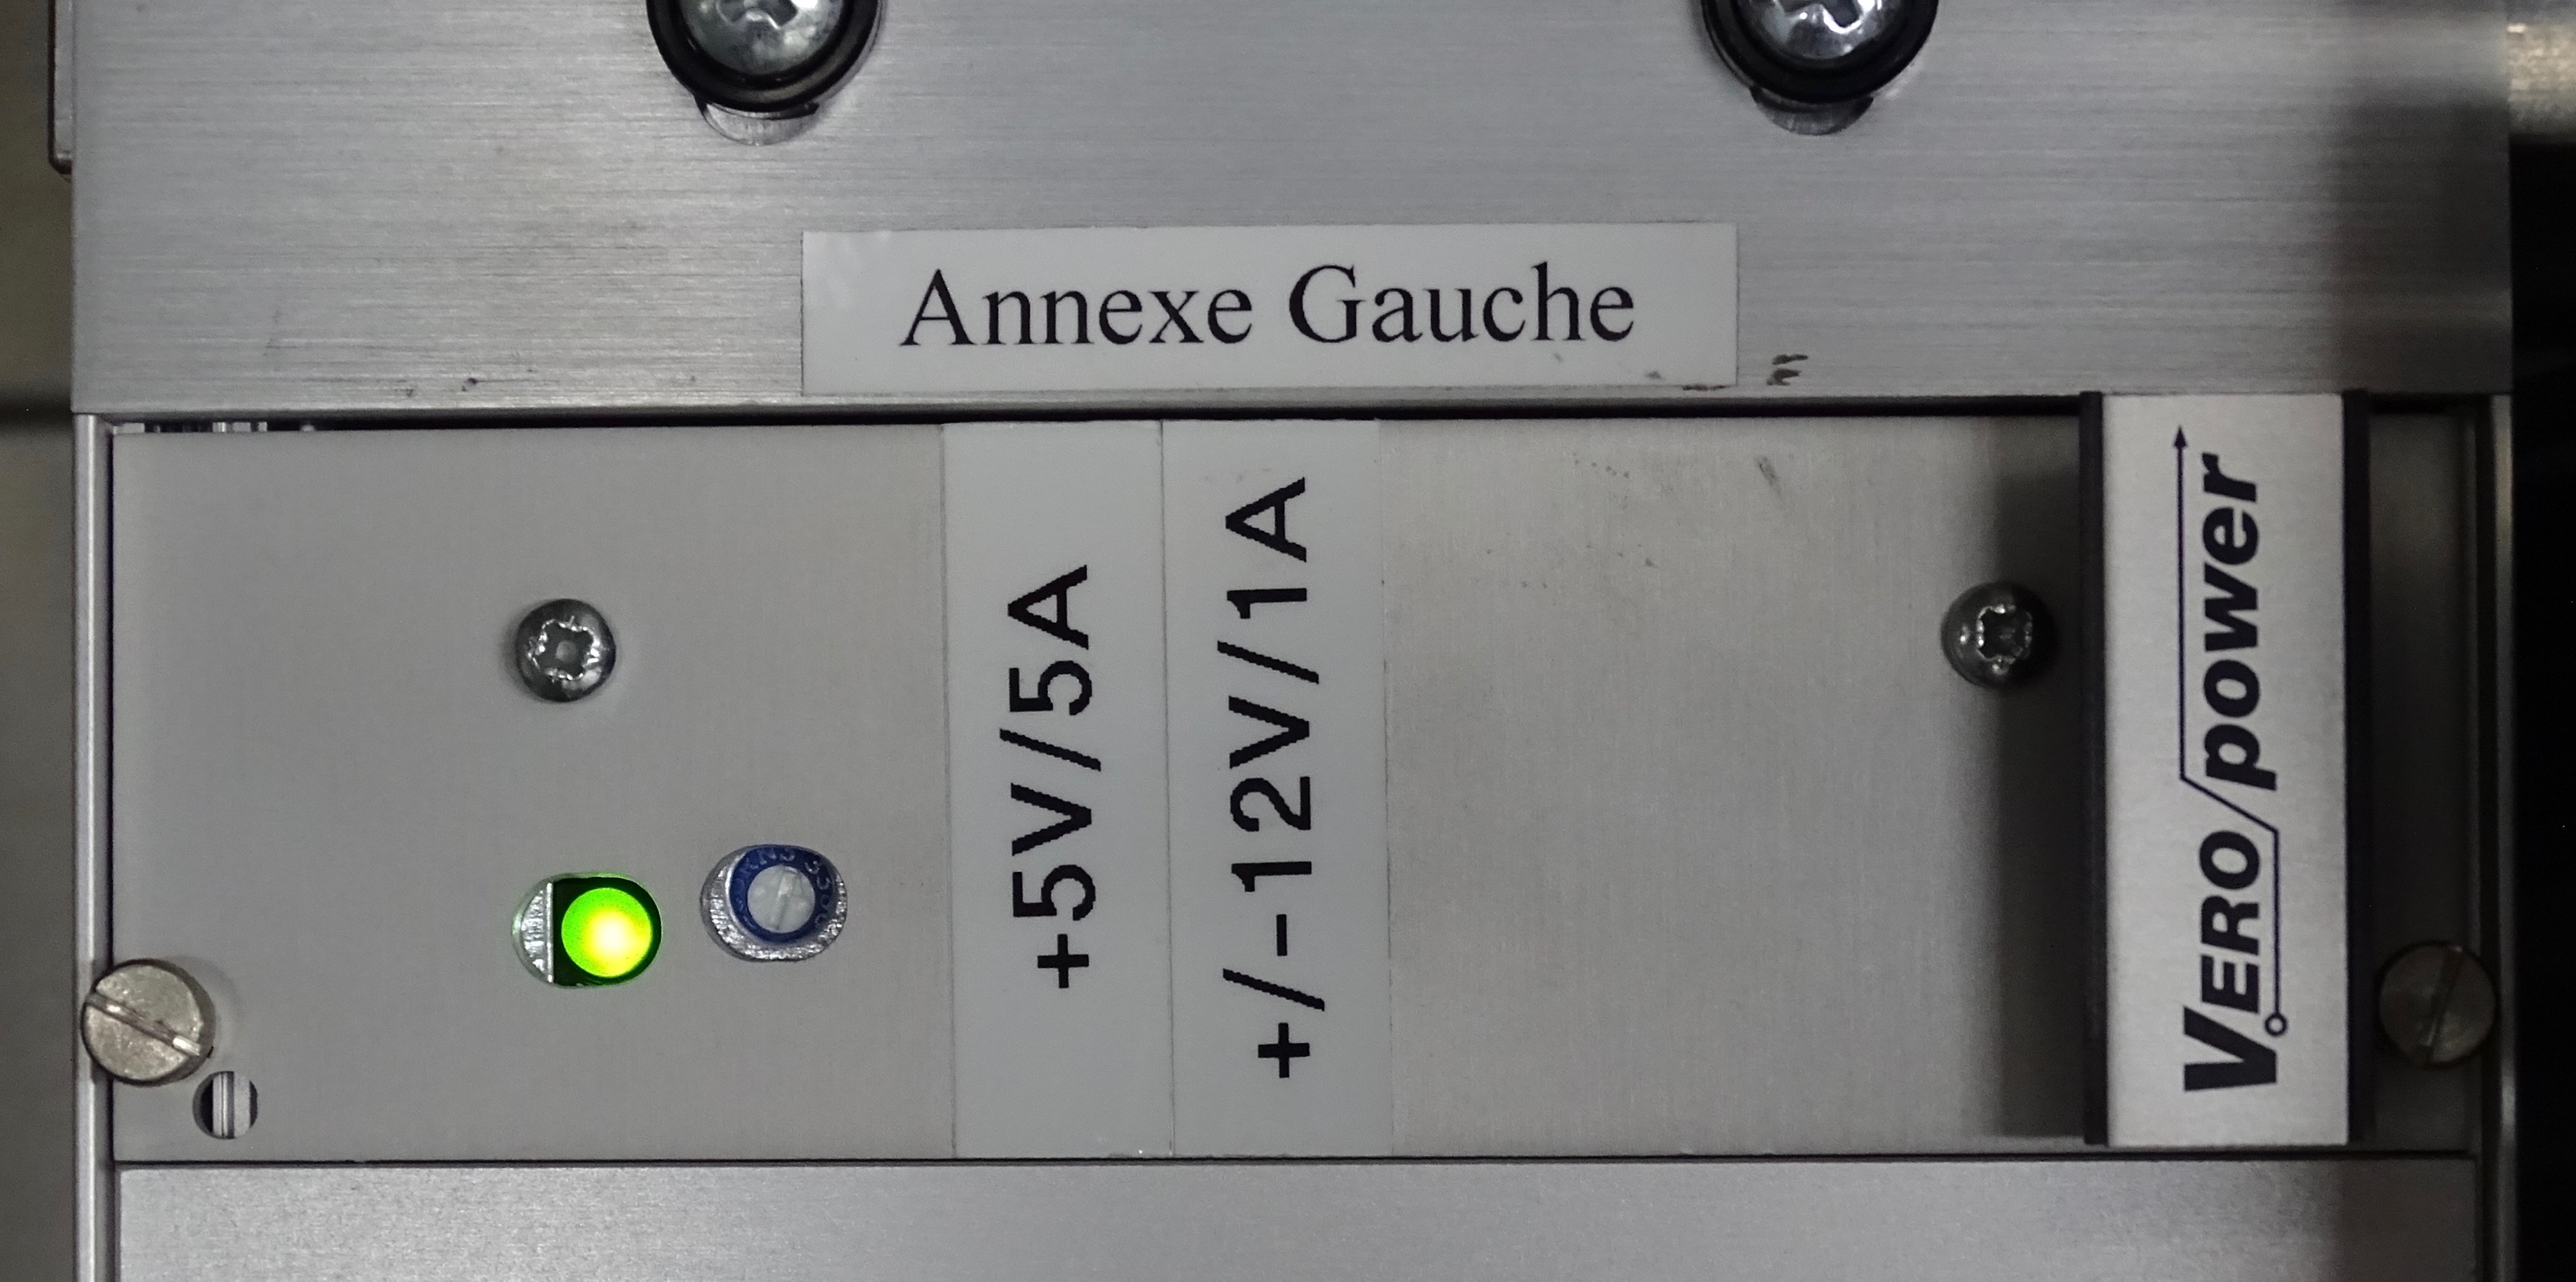 Annexe Gauche
+5V/5A
+/-12V/1A
VERO/power